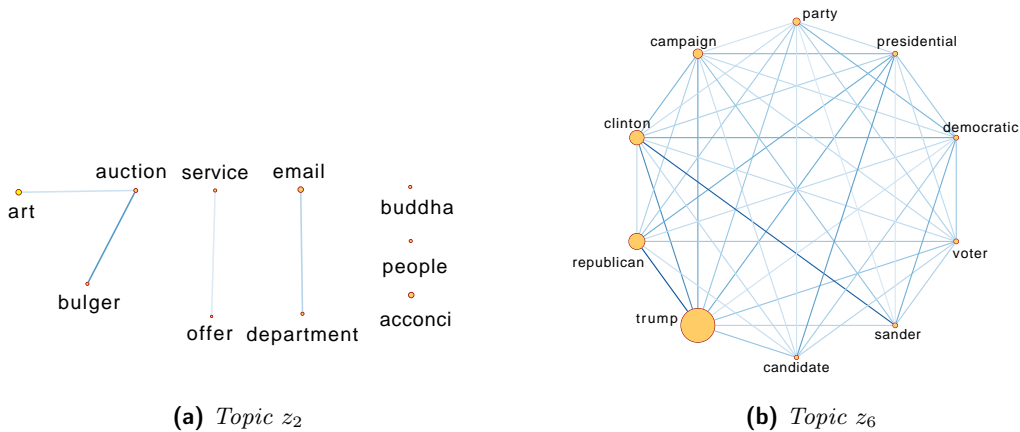 art
auction
bulger
service
offer
email
department
buddha
people
acconci
(a) Topic z2
party
campaign
presidential
clinton
democratic
republican
voter
trump
sander
candidate
(b) Topic z6